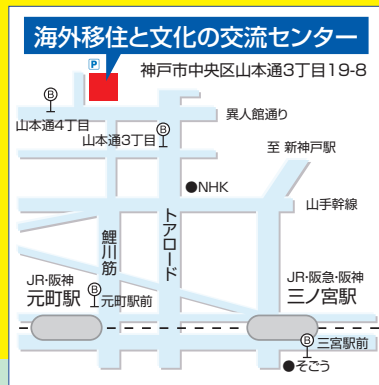 海外移住と文化の交流センター
P
神戸市中央区山本通3丁目19-8
B
山本通4丁目
B
山本通3丁目
異人館通り
至 新神戸駅
●NHK
山手幹線
鯉川筋
トアロード
JR・阪神
元町駅
B
元町駅前
JR・阪急・阪神
三ノ宮駅
B
三宮駅前
●そごう